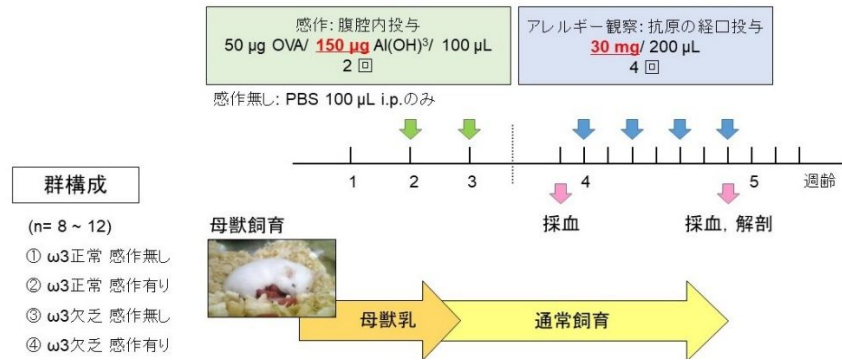 感作: 腹腔内投与
50 µg OVA/ 150 µg Al(OH)³/ 100 µL
2 回
アレルギー観察: 抗原の経口投与
30 mg/ 200 µL
4 回
感作無し: PBS 100 µL i.p.のみ
1 2 3 4 5 週齢
群構成
(n= 8 ~ 12)
① ω3正常 感作無し
② ω3正常 感作有り
③ ω3欠乏 感作無し
④ ω3欠乏 感作有り
母獣飼育
採血
採血, 解剖
母獣乳
通常飼育